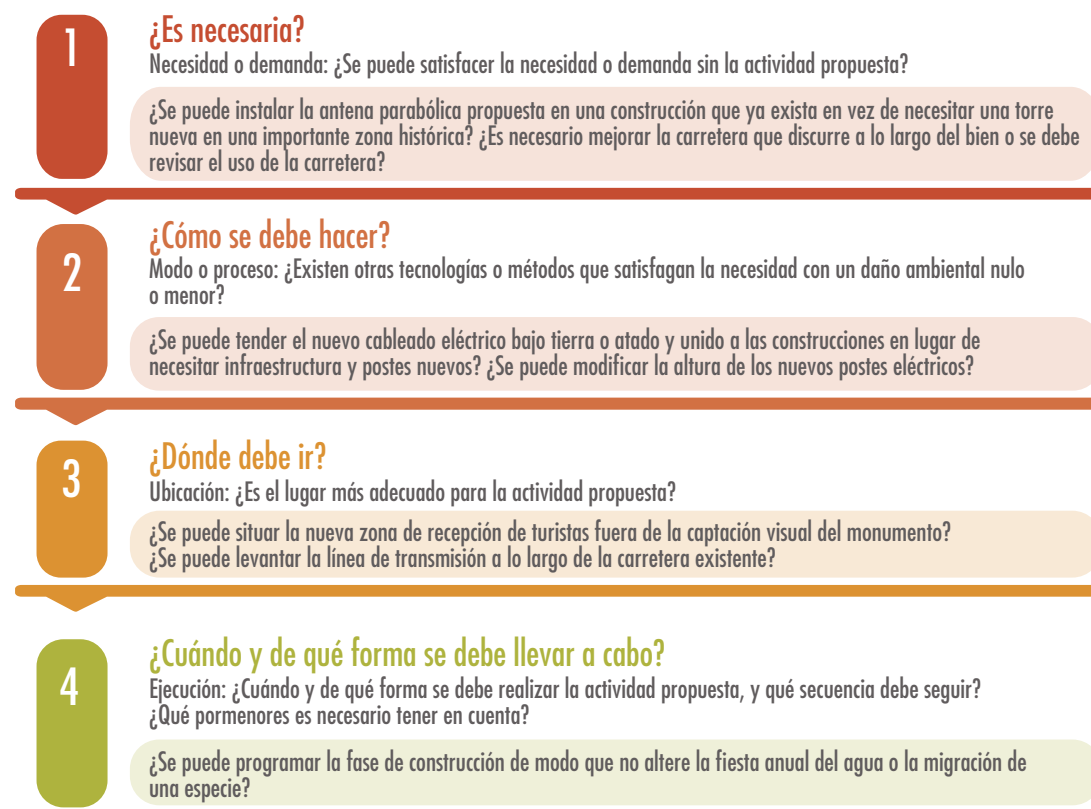 1
¿Es necesaria?
Necesidad o demanda: ¿Se puede satisfacer la necesidad o demanda sin la actividad propuesta?
¿Se puede instalar la antena parabólica propuesta en una construcción que ya exista en vez de necesitar una torre
nueva en una importante zona histórica? ¿Es necesario mejorar la carretera que discurre a lo largo del bien o se debe
revisar el uso de la carretera?
2
¿Cómo se debe hacer?
Modo o proceso: ¿Existen otras tecnologías o métodos que satisfagan la necesidad con un daño ambiental nulo
o menor?
¿Se puede tender el nuevo cableado eléctrico bajo tierra o atado y unido a las construcciones en lugar de
necesitar infraestructura y postes nuevos? ¿Se puede modificar la altura de los nuevos postes eléctricos?
3
¿Dónde debe ir?
Ubicación: ¿Es el lugar más adecuado para la actividad propuesta?
¿Se puede situar la nueva zona de recepción de turistas fuera de la captación visual del monumento?
¿Se puede levantar la línea de transmisión a lo largo de la carretera existente?
4
¿Cuándo y de qué forma se debe llevar a cabo?
Ejecución: ¿Cuándo y de qué forma se debe realizar la actividad propuesta, y qué secuencia debe seguir?
¿Qué pormenores es necesario tener en cuenta?
¿Se puede programar la fase de construcción de modo que no altere la fiesta anual del agua o la migración de
una especie?